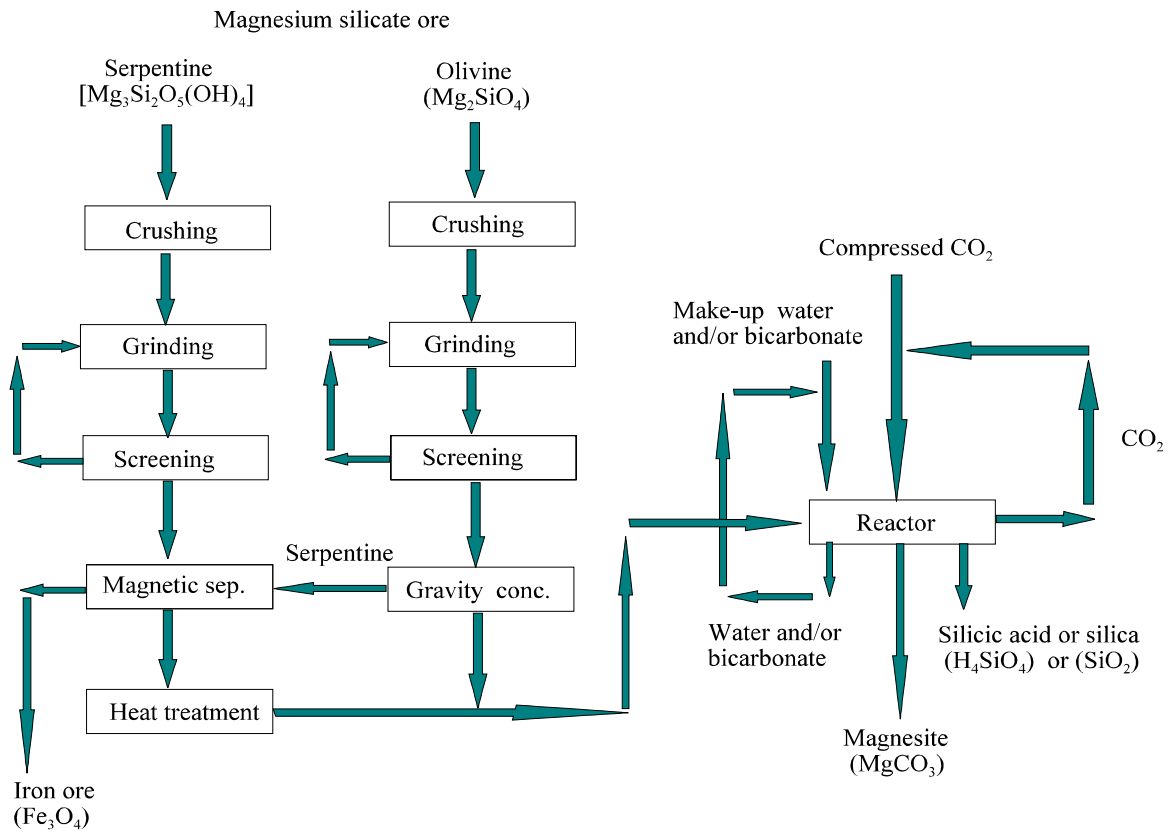 Magnesium silicate ore
Serpentine
[Mg₃Si₂O₅(OH)₄]
Olivine
(Mg₂SiO₄)
Crushing
Crushing
Grinding
Grinding
Screening
Screening
Serpentine
Magnetic sep.
Gravity conc.
Heat treatment
Iron ore
(Fe₃O₄)
Compressed CO₂
Make-up water
and/or bicarbonate
CO₂
Reactor
Water and/or
bicarbonate
Silicic acid or silica
(H₄SiO₄) or (SiO₂)
Magnesite
(MgCO₃)